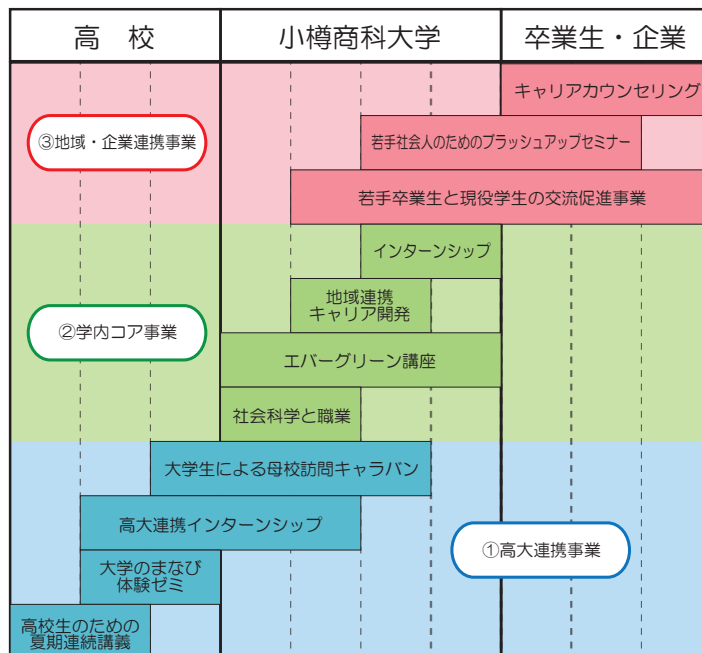 高 校
小樽商科大学
卒業生・企業
キャリアカウンセリング
③地域・企業連携事業
若手社会人のためのブラッシュアップセミナー
若手卒業生と現役学生の交流促進事業
インターンシップ
地域連携
キャリア開発
②学内コア事業
エバーグリーン講座
社会科学と職業
大学生による母校訪問キャラバン
高大連携インターンシップ
①高大連携事業
大学のまなび
体験ゼミ
高校生のための
夏期連続講義